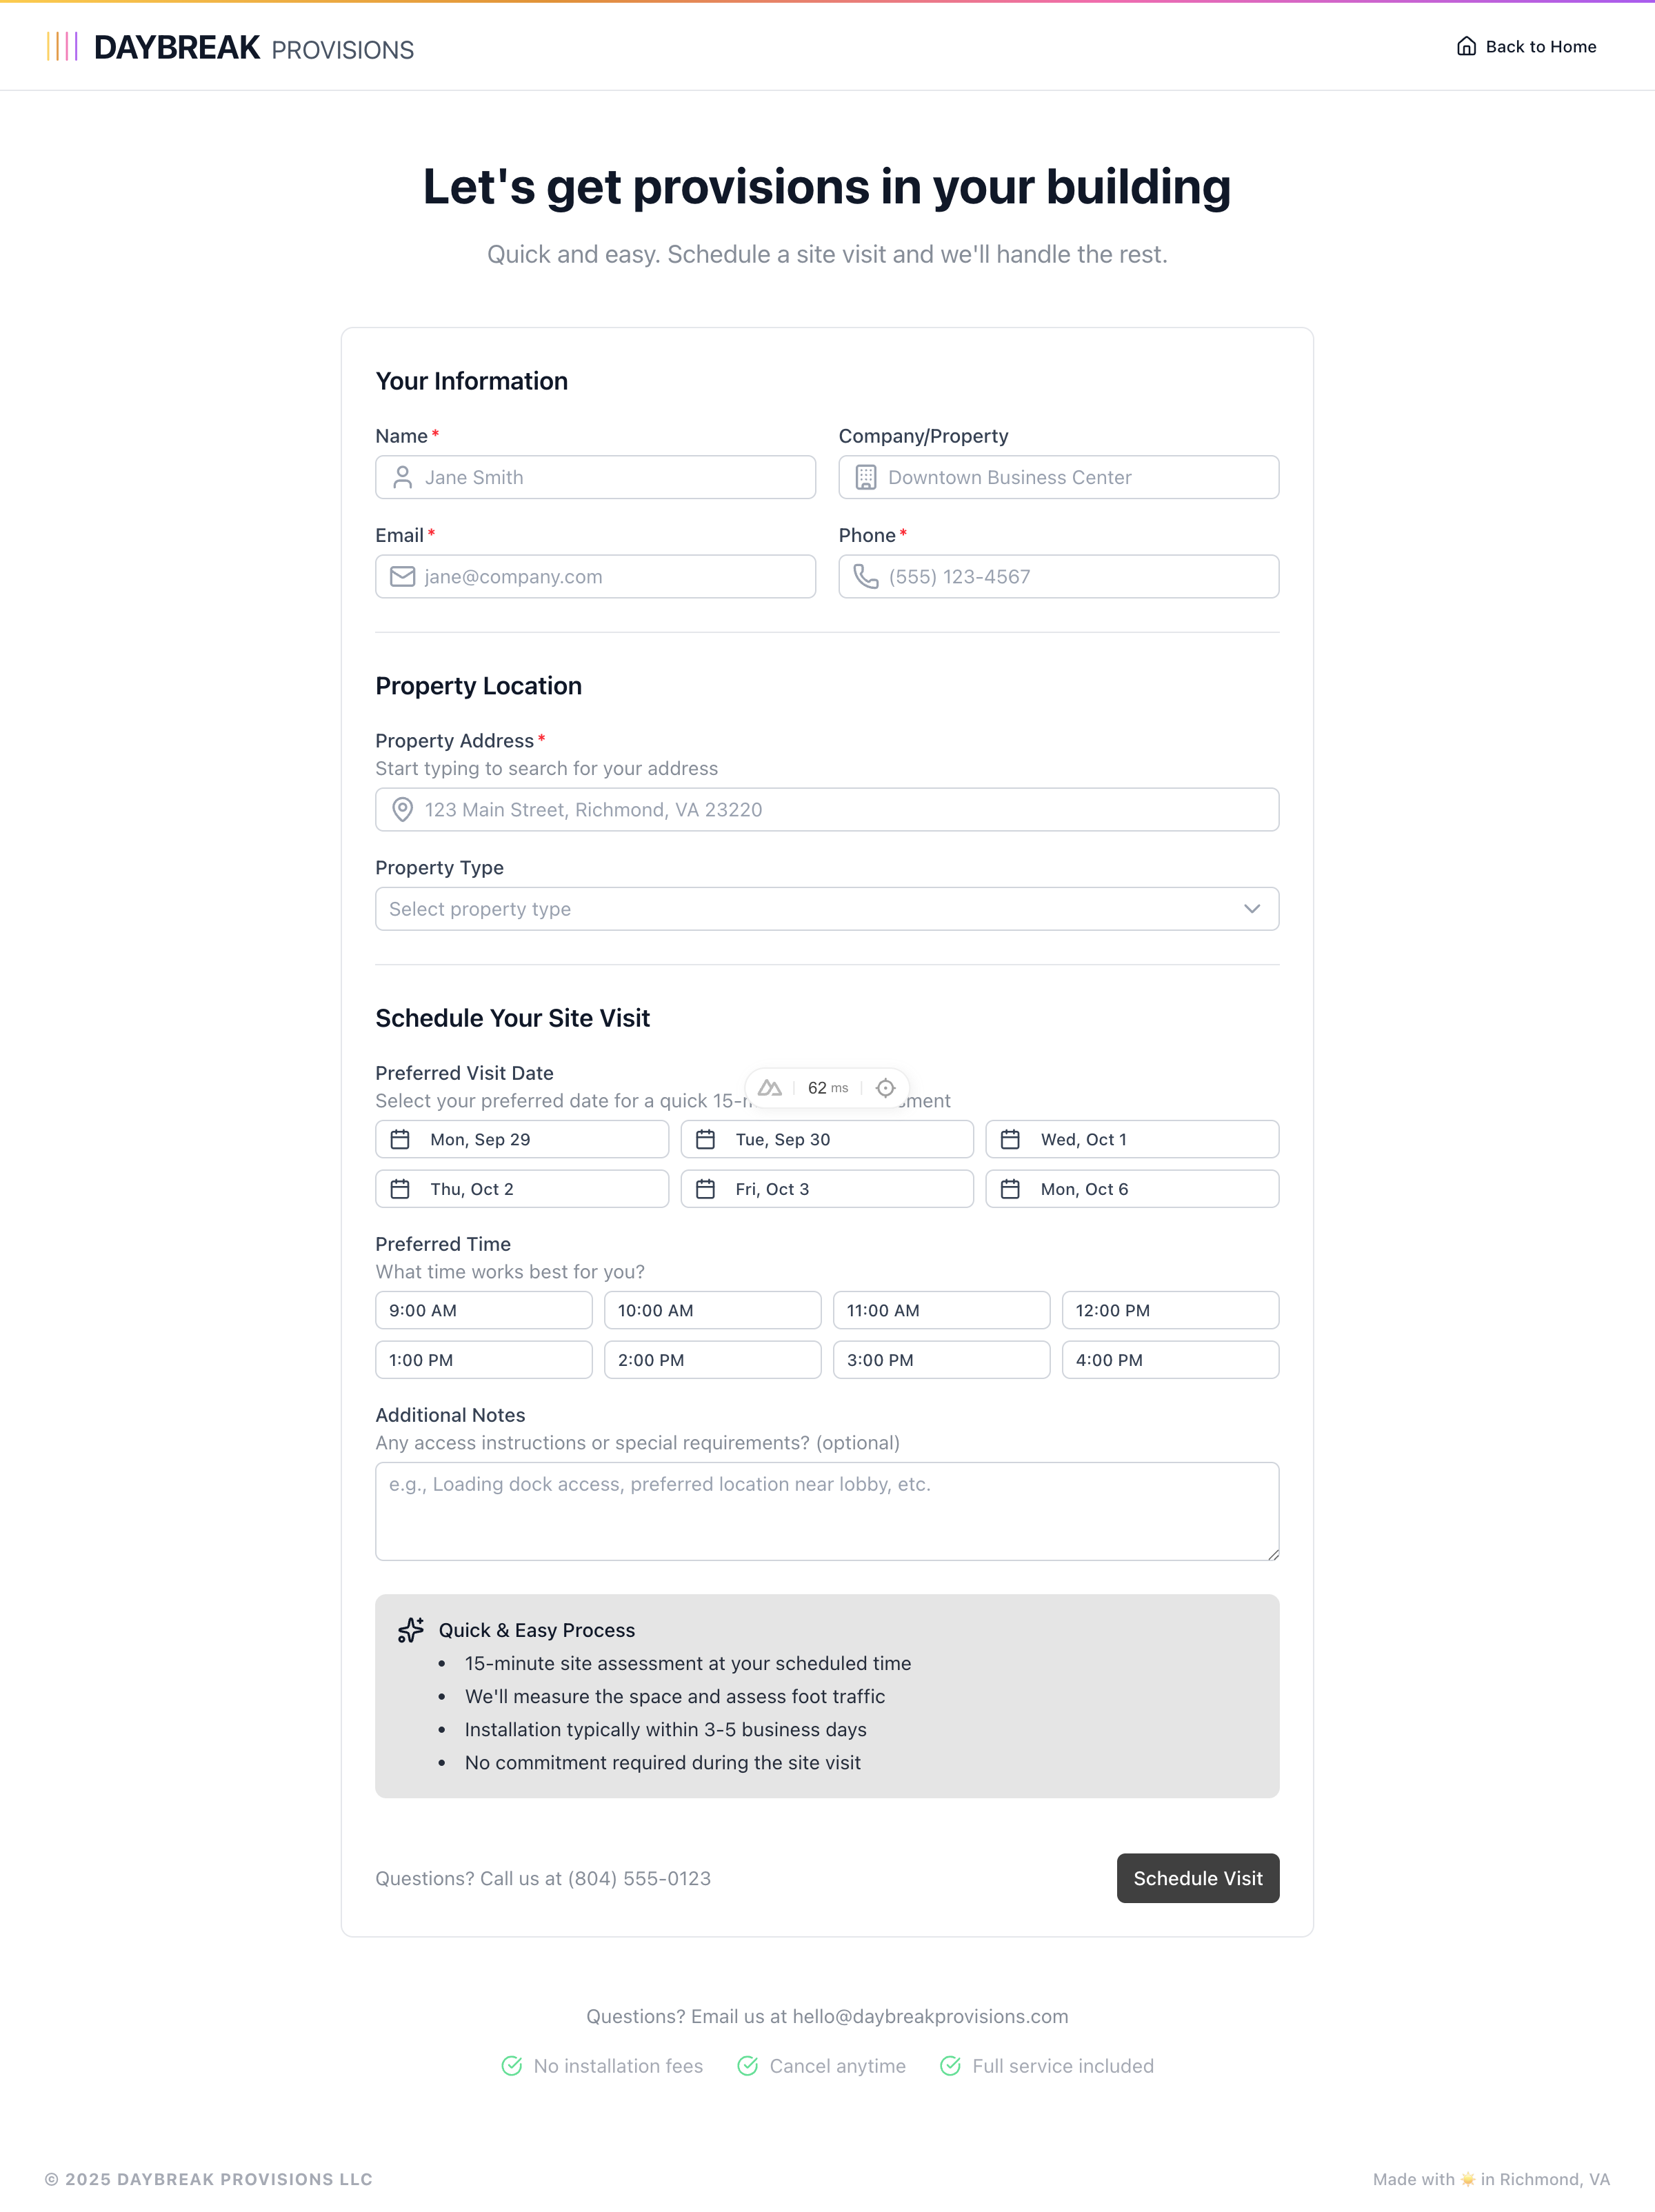 DAYBREAK PROVISIONS
Back to Home
Let's get provisions in your building
Quick and easy. Schedule a site visit and we'll handle the rest.
Your Information
Name *
Company/Property
Jane Smith
Downtown Business Center
Email *
Phone *
jane@company.com
(555) 123-4567
Property Location
Property Address *
Start typing to search for your address
123 Main Street, Richmond, VA 23220
Property Type
Select property type
Schedule Your Site Visit
Preferred Visit Date
62 ms
Select your preferred date for a quick 15-
Mon, Sep 29
Tue, Sep 30
Wed, Oct 1
Thu, Oct 2
Fri, Oct 3
Mon, Oct 6
Preferred Time
What time works best for you?
9:00 AM
10:00 AM
11:00 AM
12:00 PM
1:00 PM
2:00 PM
3:00 PM
4:00 PM
Additional Notes
Any access instructions or special requirements? (optional)
e.g., Loading dock access, preferred location near lobby, etc.
Quick & Easy Process
• 15-minute site assessment at your scheduled time
• We'll measure the space and assess foot traffic
• Installation typically within 3-5 business days
• No commitment required during the site visit
Questions? Call us at (804) 555-0123
Schedule Visit
Questions? Email us at hello@daybreakprovisions.com
No installation fees
Cancel anytime
Full service included
© 2025 DAYBREAK PROVISIONS LLC
Made with ☀️ in Richmond, VA